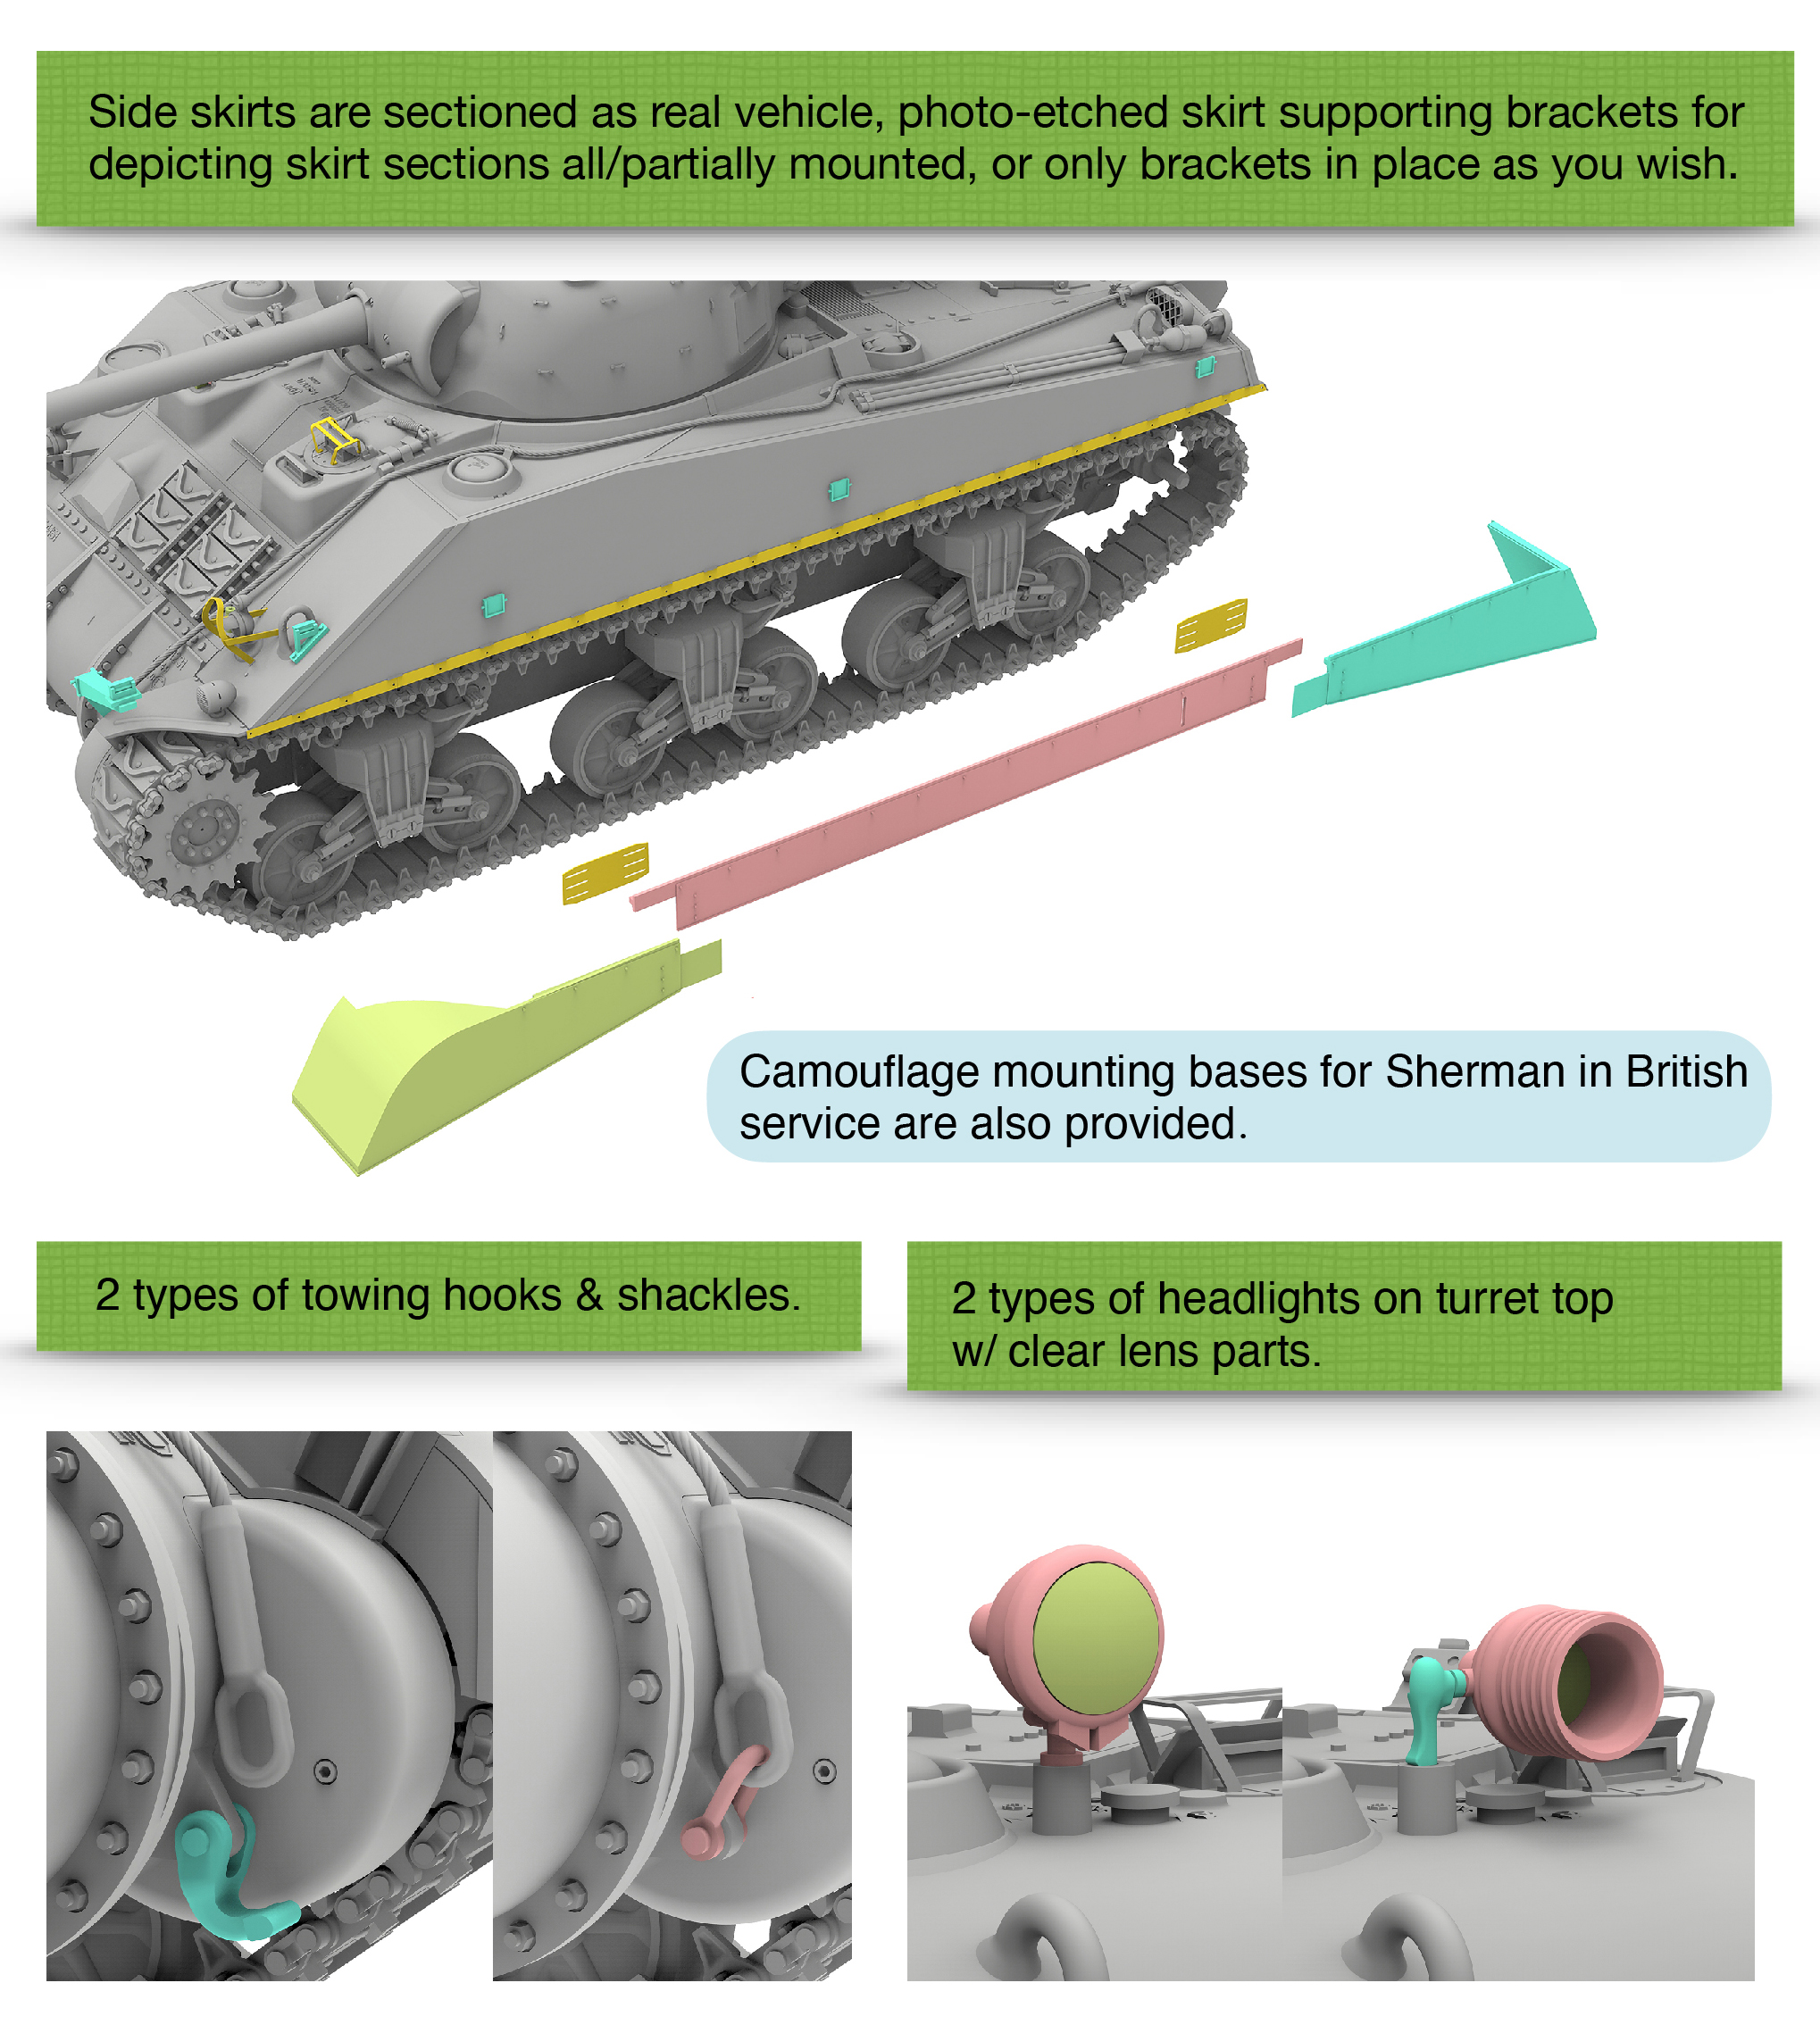 Side skirts are sectioned as real vehicle, photo-etched skirt supporting brackets for
depicting skirt sections all/partially mounted, or only brackets in place as you wish.
Camouflage mounting bases for Sherman in British
service are also provided.
2 types of towing hooks & shackles.
2 types of headlights on turret top
w/ clear lens parts.